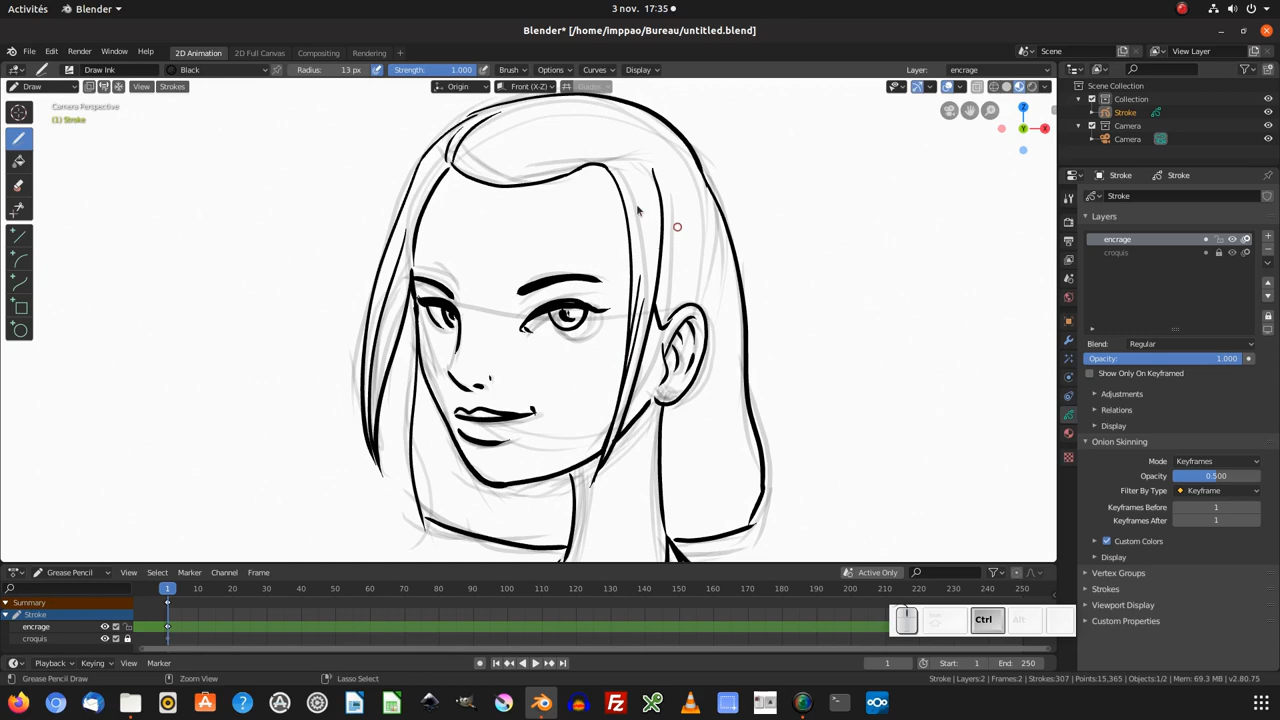 Activités Blender 3 nov. 17:35
Blender* [/home/imppao/Bureau/untitled.blend]
File Edit Render Window Help 2D Animation 2D Full Canvas Compositing Rendering + Scene View Layer
Draw Ink Black Radius: 13 px Strength: 1.000 Brush Options Curves Display Layer: encrage
Draw View Strokes Origin Front (X-Z) Guides
Scene Collection
Camera Perspective
Collection
(1) Stroke
Stroke
Z
Camera
Y X
Camera
Stroke Stroke
Stroke
Layers
encrage
croquis
Blend: Regular
Opacity: 1.000
Show Only On Keyframed
Adjustments
Relations
Display
Onion Skinning
Mode Keyframes
Opacity 0.500
Filter By Type Keyframe
Keyframes Before 1
Keyframes After 1
Custom Colors
Display
Vertex Groups
Strokes
Viewport Display
Custom Properties
Grease Pencil View Select Marker Channel Frame Active Only
1 10 20 30 40 50 60 70 80 90 100 110 120 130 140 150 160 170 180 190 200 210 220 230 240 250
Summary
Stroke
encrage
croquis
Ctrl Alt
Playback Keying View Marker 1 Start: 1 End: 250
Grease Pencil Draw Zoom View Lasso Select Stroke | Layers:2 | Frames:2 | Strokes:307 | Points:15,365 | Objects:1/2 | Mem: 69.3 MB | v2.80.75